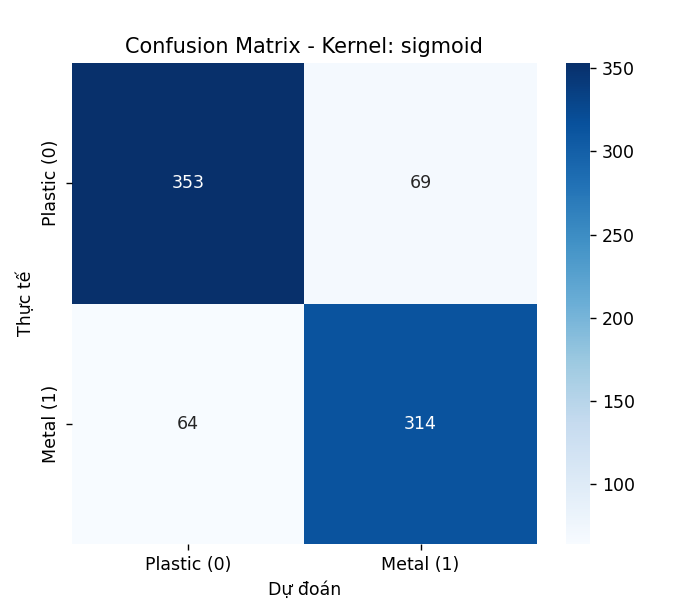 Confusion Matrix - Kernel: sigmoid
Thực tế
Plastic (0)
Metal (1)
353
69
64
314
Plastic (0)
Metal (1)
Dự đoán
350
300
250
200
150
100